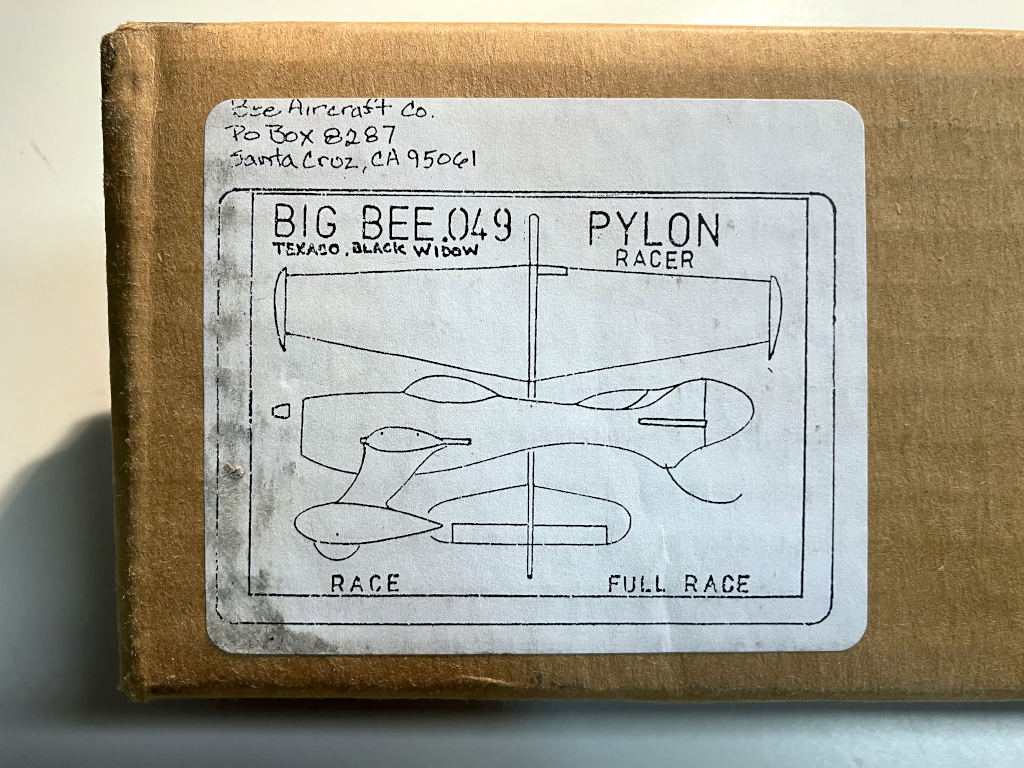 Bee Aircraft Co.
PO Box 8287
Santa Cruz, CA 95061
BIG BEE .049
TEXACO, BLACK WIDOW
PYLON
RACER
RACE
FULL RACE